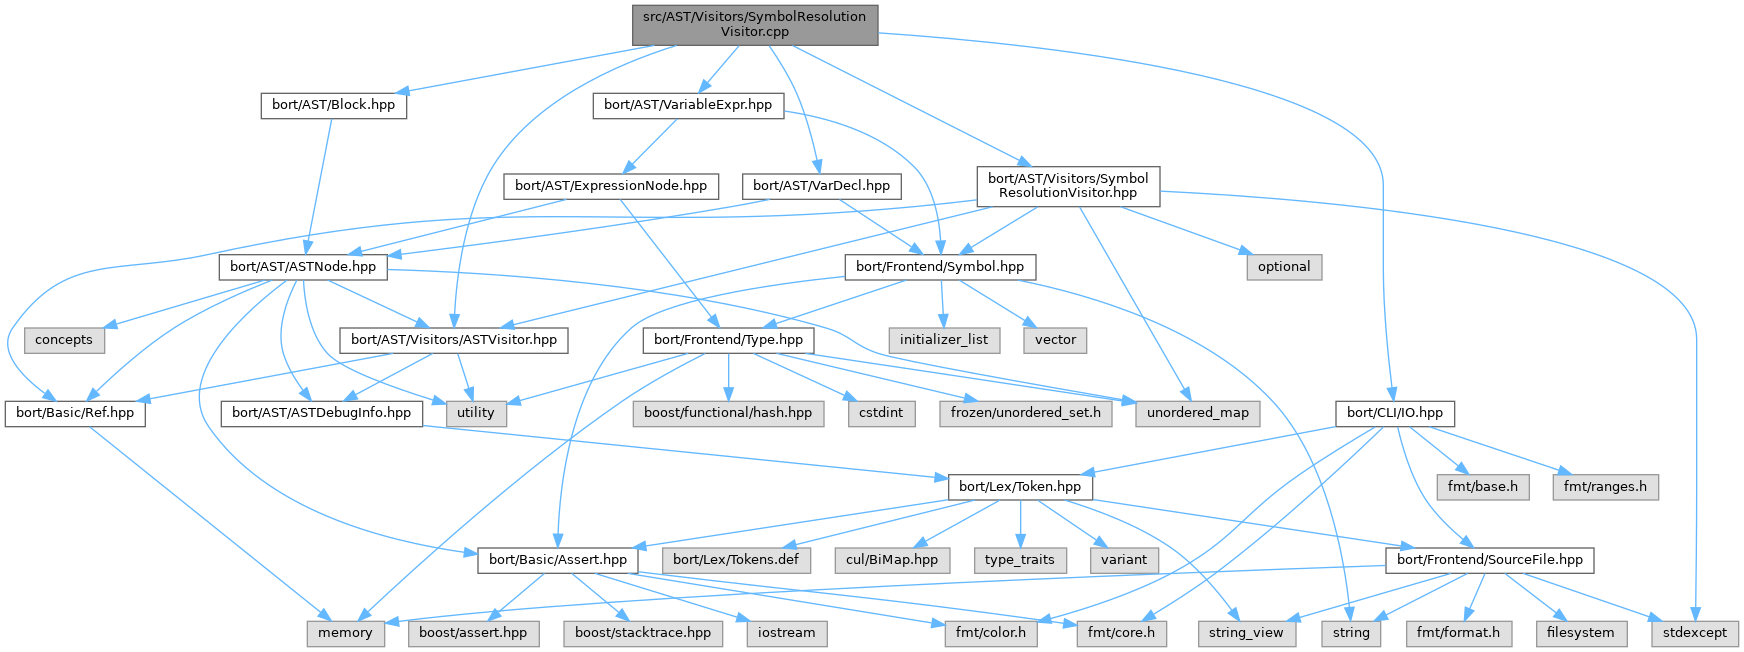 src/AST/Visitors/SymbolResolution
Visitor.cpp
bort/AST/Block.hpp
bort/AST/VariableExpr.hpp
bort/AST/ExpressionNode.hpp
bort/AST/VarDecl.hpp
bort/AST/Visitors/Symbol
ResolutionVisitor.hpp
bort/AST/ASTNode.hpp
bort/Frontend/Symbol.hpp
optional
concepts
bort/AST/Visitors/ASTVisitor.hpp
bort/Frontend/Type.hpp
initializer_list
vector
bort/Basic/Ref.hpp
bort/AST/ASTDebugInfo.hpp
utility
boost/functional/hash.hpp
cstdint
frozen/unordered_set.h
unordered_map
bort/CLI/IO.hpp
bort/Lex/Token.hpp
fmt/base.h
fmt/ranges.h
bort/Basic/Assert.hpp
bort/Lex/Tokens.def
cul/BiMap.hpp
type_traits
variant
bort/Frontend/SourceFile.hpp
memory
boost/assert.hpp
boost/stacktrace.hpp
iostream
fmt/color.h
fmt/core.h
string_view
string
fmt/format.h
filesystem
stdexcept